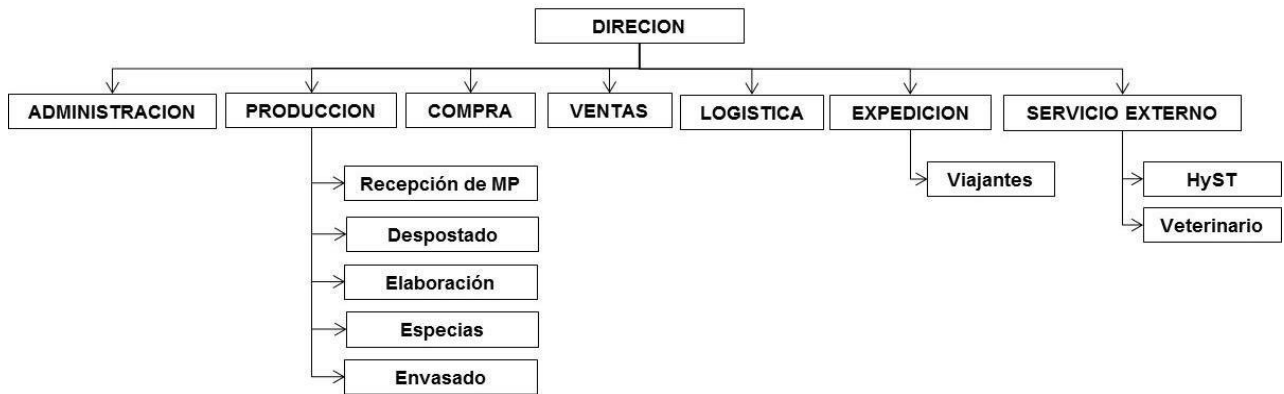 DIRECION
ADMINISTRACION
PRODUCCION
COMPRA
VENTAS
LOGISTICA
EXPEDICION
SERVICIO EXTERNO
Recepción de MP
Despostado
Elaboración
Especias
Envasado
Viajantes
HyST
Veterinario